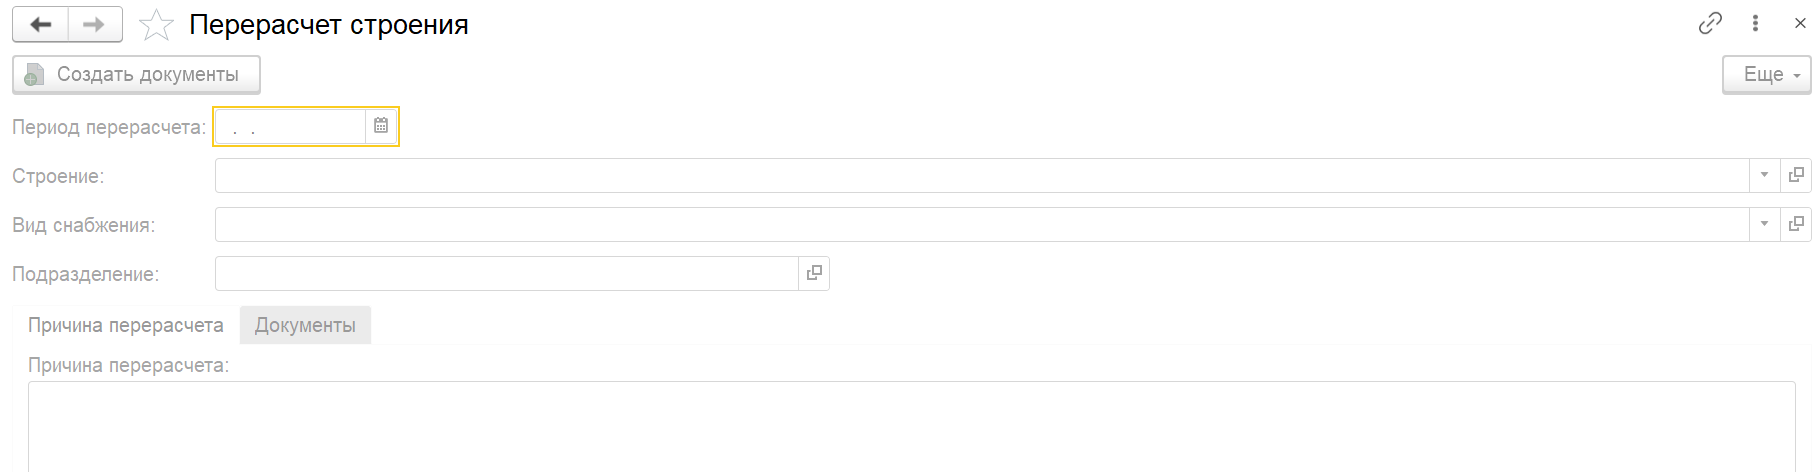 Перерасчет строения
Создать документы
Еще
Период перерасчета: . .
Строение:
Вид снабжения:
Подразделение:
Причина перерасчета Документы
Причина перерасчета: